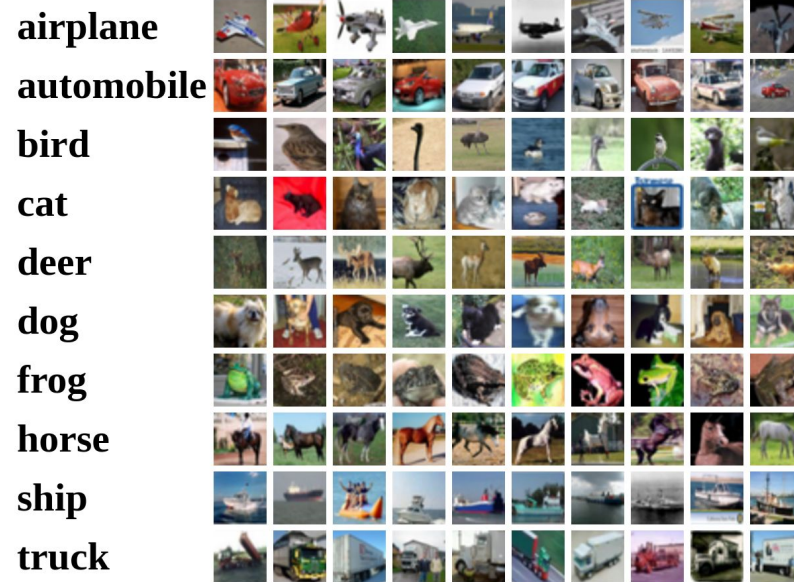 airplane
automobile
bird
cat
deer
dog
frog
horse
ship
truck